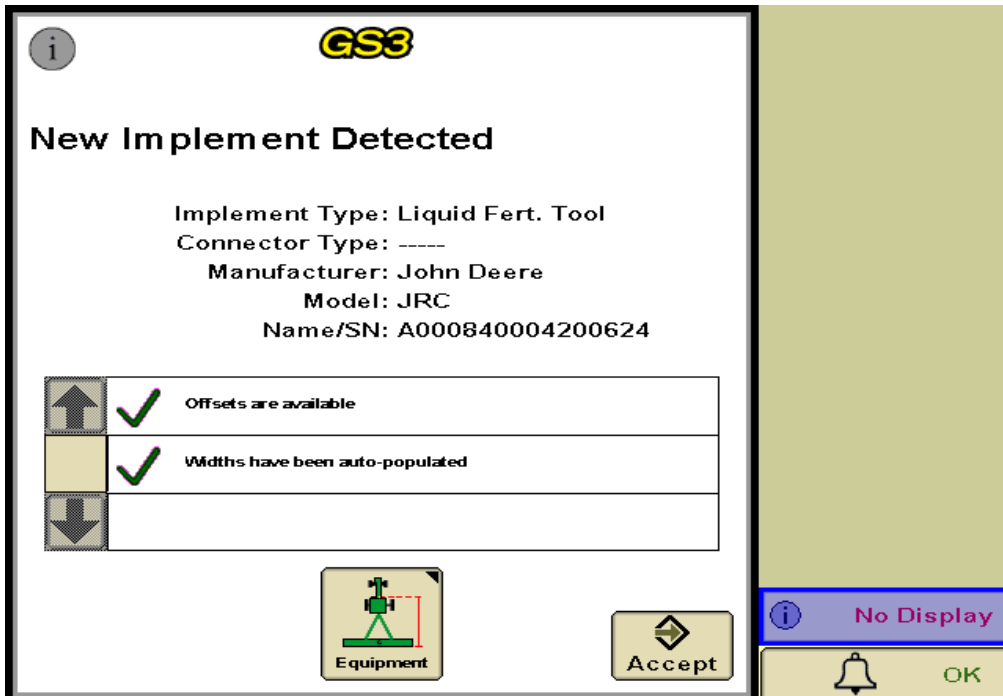 GS3
New Implement Detected
Implement Type: Liquid Fert. Tool
Connector Type: -----
Manufacturer: John Deere
Model: JRC
Name/SN: A000840004200624
Offsets are available
Widths have been auto-populated
Equipment
Accept
i No Display
OK